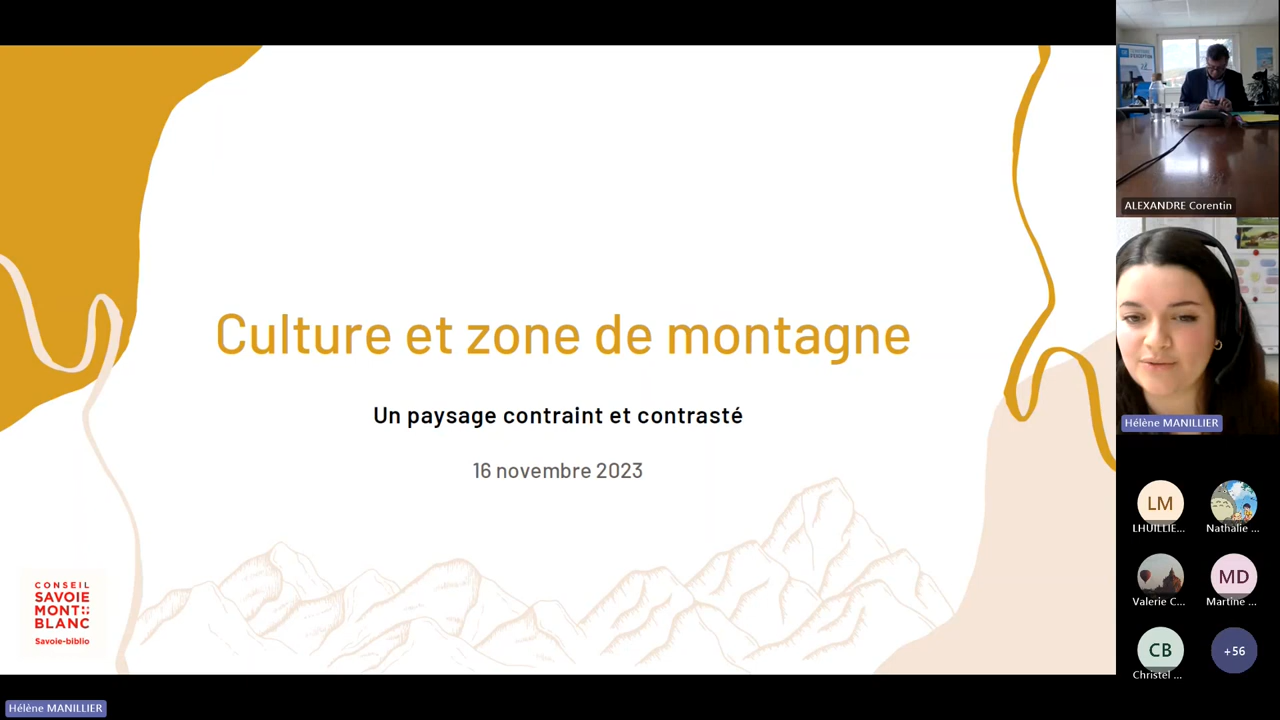 Culture et zone de montagne
Un paysage contraint et contrasté
16 novembre 2023
CONSEIL
SAVOIE
MONT
BLANC
Savoie-biblio
ALEXANDRE Corentin
Hélène MANILLIER
LM
LHUILLIE...
Nathalie ...
Valerie C...
MD
Martine ...
CB
Christel ...
+56
Hélène MANILLIER